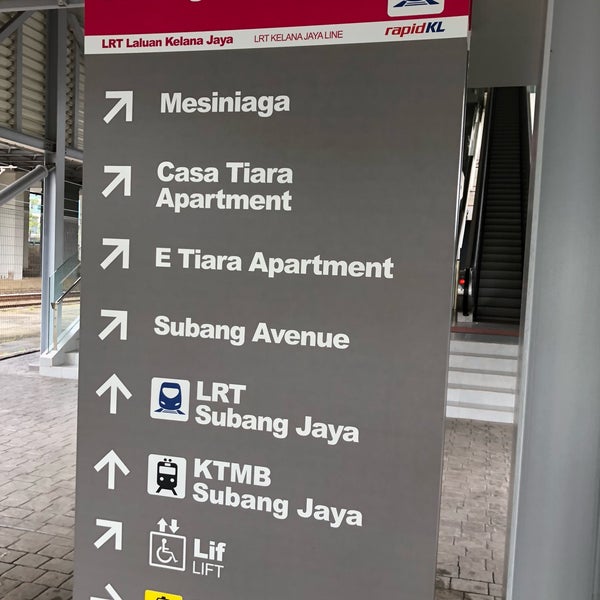 LRT Laluan Kelana Jaya LRT KELANA JAYA LINE rapidKL
Mesiniaga
Casa Tiara
Apartment
E Tiara Apartment
Subang Avenue
LRT
Subang Jaya
KTMB
Subang Jaya
Lif
LIFT